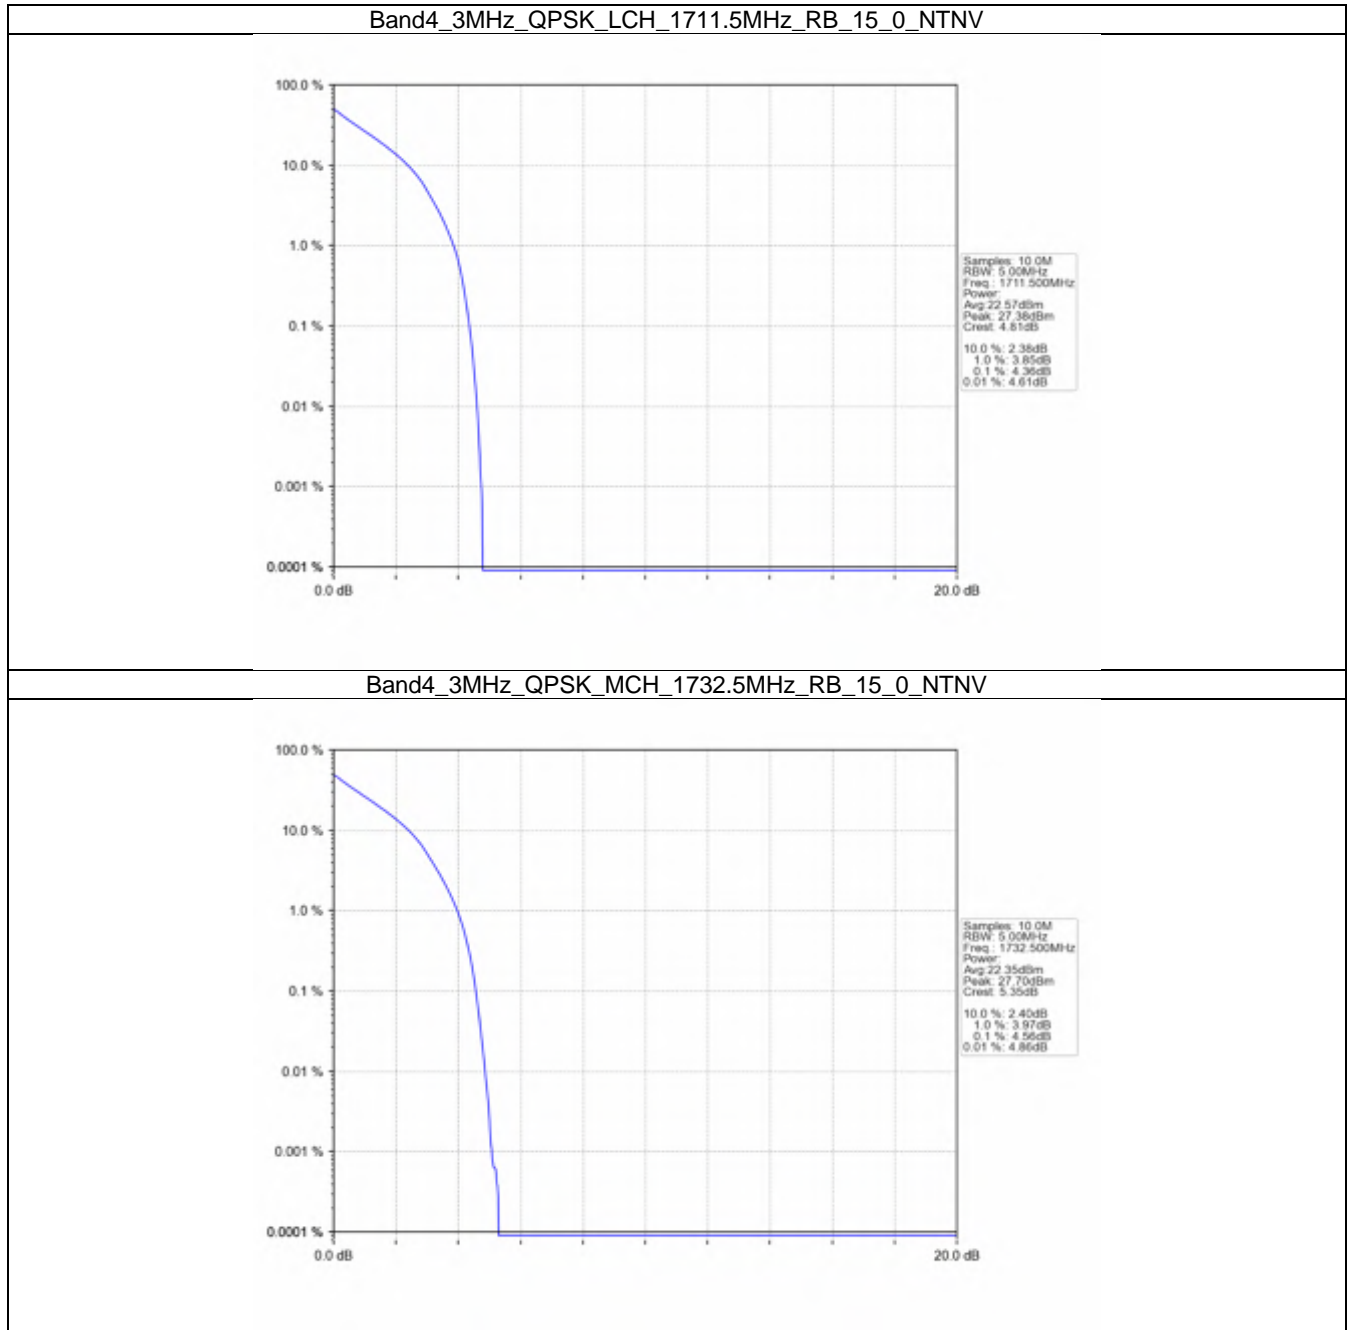 Band4_3MHz_QPSK_LCH_1711.5MHz_RB_15_0_NTNV
100.0 %
10.0 %
1.0 %
0.1 %
0.01 %
0.001 %
0.0001 %
0.0 dB
20.0 dB
Samples: 10.0M
RBW: 5.00MHz
Freq.: 1711.500MHz
Power:
Avg:22.57dBm
Peak: 27.38dBm
Crest: 4.81dB
10.0 %: 2.38dB
1.0 %: 3.85dB
0.1 %: 4.36dB
0.01 %: 4.61dB
Band4_3MHz_QPSK_MCH_1732.5MHz_RB_15_0_NTNV
100.0 %
10.0 %
1.0 %
0.1 %
0.01 %
0.001 %
0.0001 %
0.0 dB
20.0 dB
Samples: 10.0M
RBW: 5.00MHz
Freq.: 1732.500MHz
Power:
Avg:22.35dBm
Peak: 27.70dBm
Crest: 5.35dB
10.0 %: 2.40dB
1.0 %: 3.97dB
0.1 %: 4.56dB
0.01 %: 4.86dB